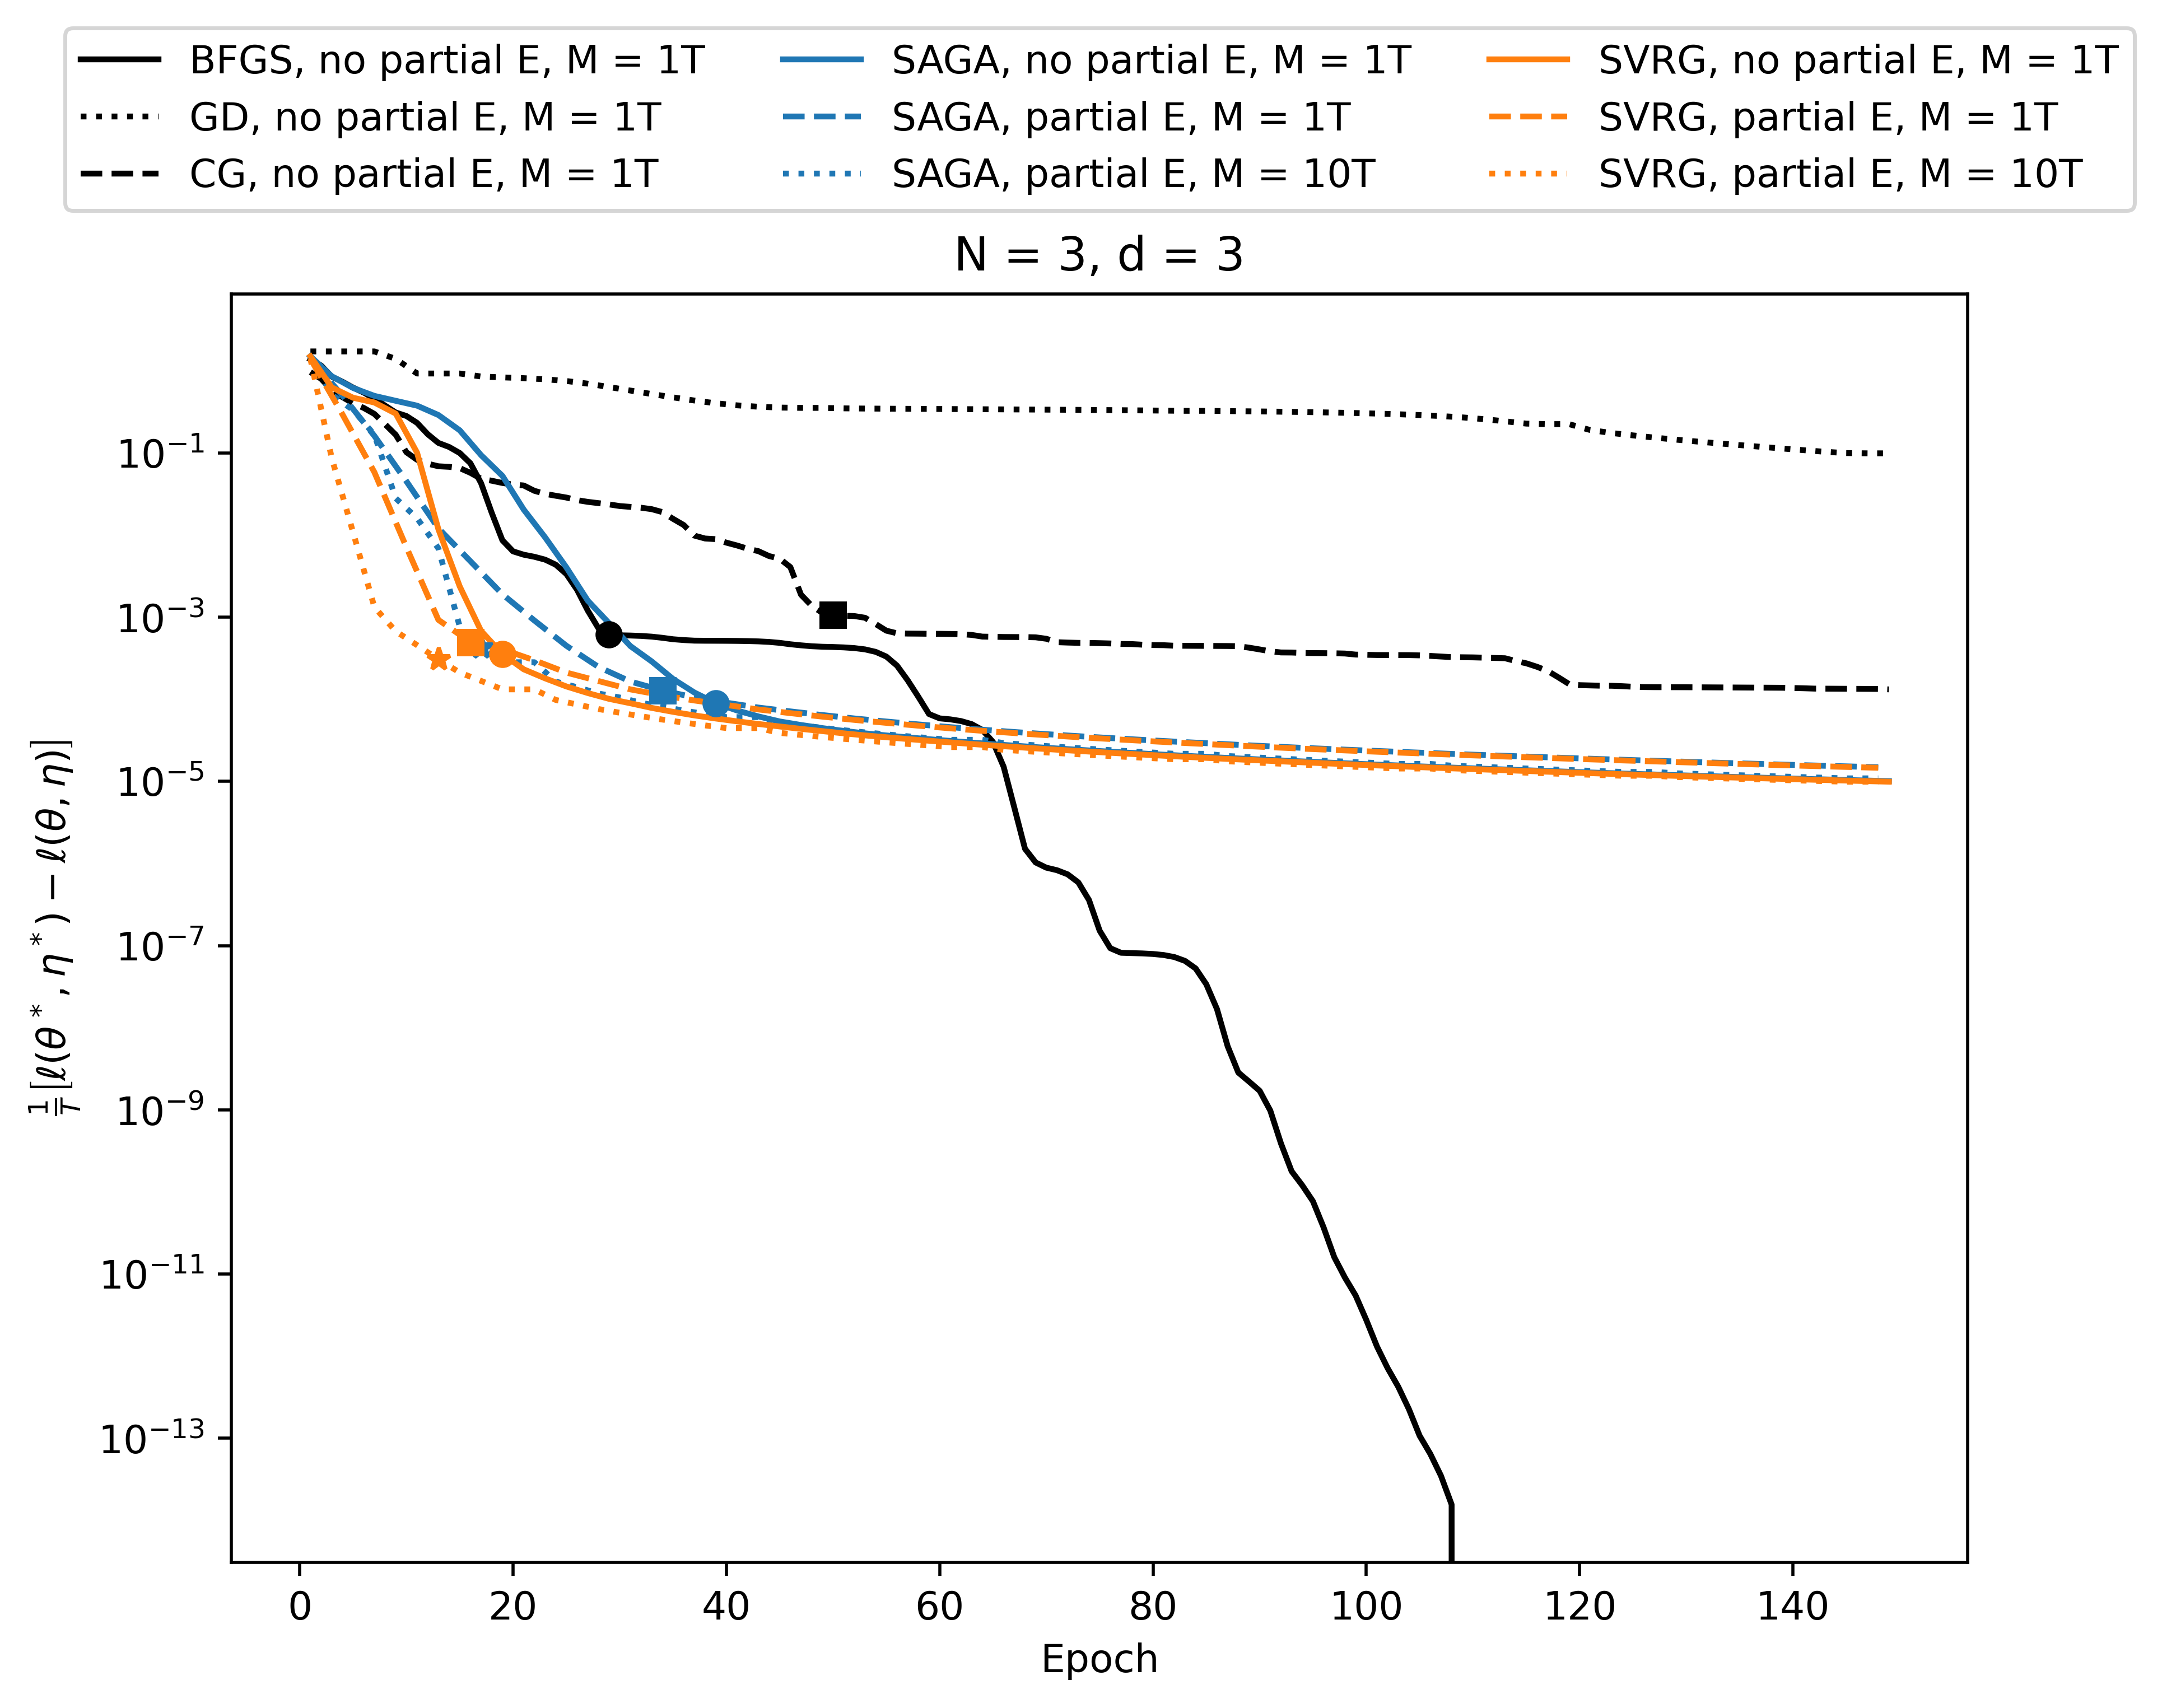 BFGS, no partial E, M = 1T
GD, no partial E, M = 1T
CG, no partial E, M = 1T
SAGA, no partial E, M = 1T
SAGA, partial E, M = 1T
SAGA, partial E, M = 10T
SVRG, no partial E, M = 1T
SVRG, partial E, M = 1T
SVRG, partial E, M = 10T
N = 3, d = 3
10⁻¹
10⁻³
10⁻⁵
10⁻⁷
10⁻⁹
10⁻¹¹
10⁻¹³
1/T [ℓ(θ*, η*) − ℓ(θ, η)]
0 20 40 60 80 100 120 140
Epoch